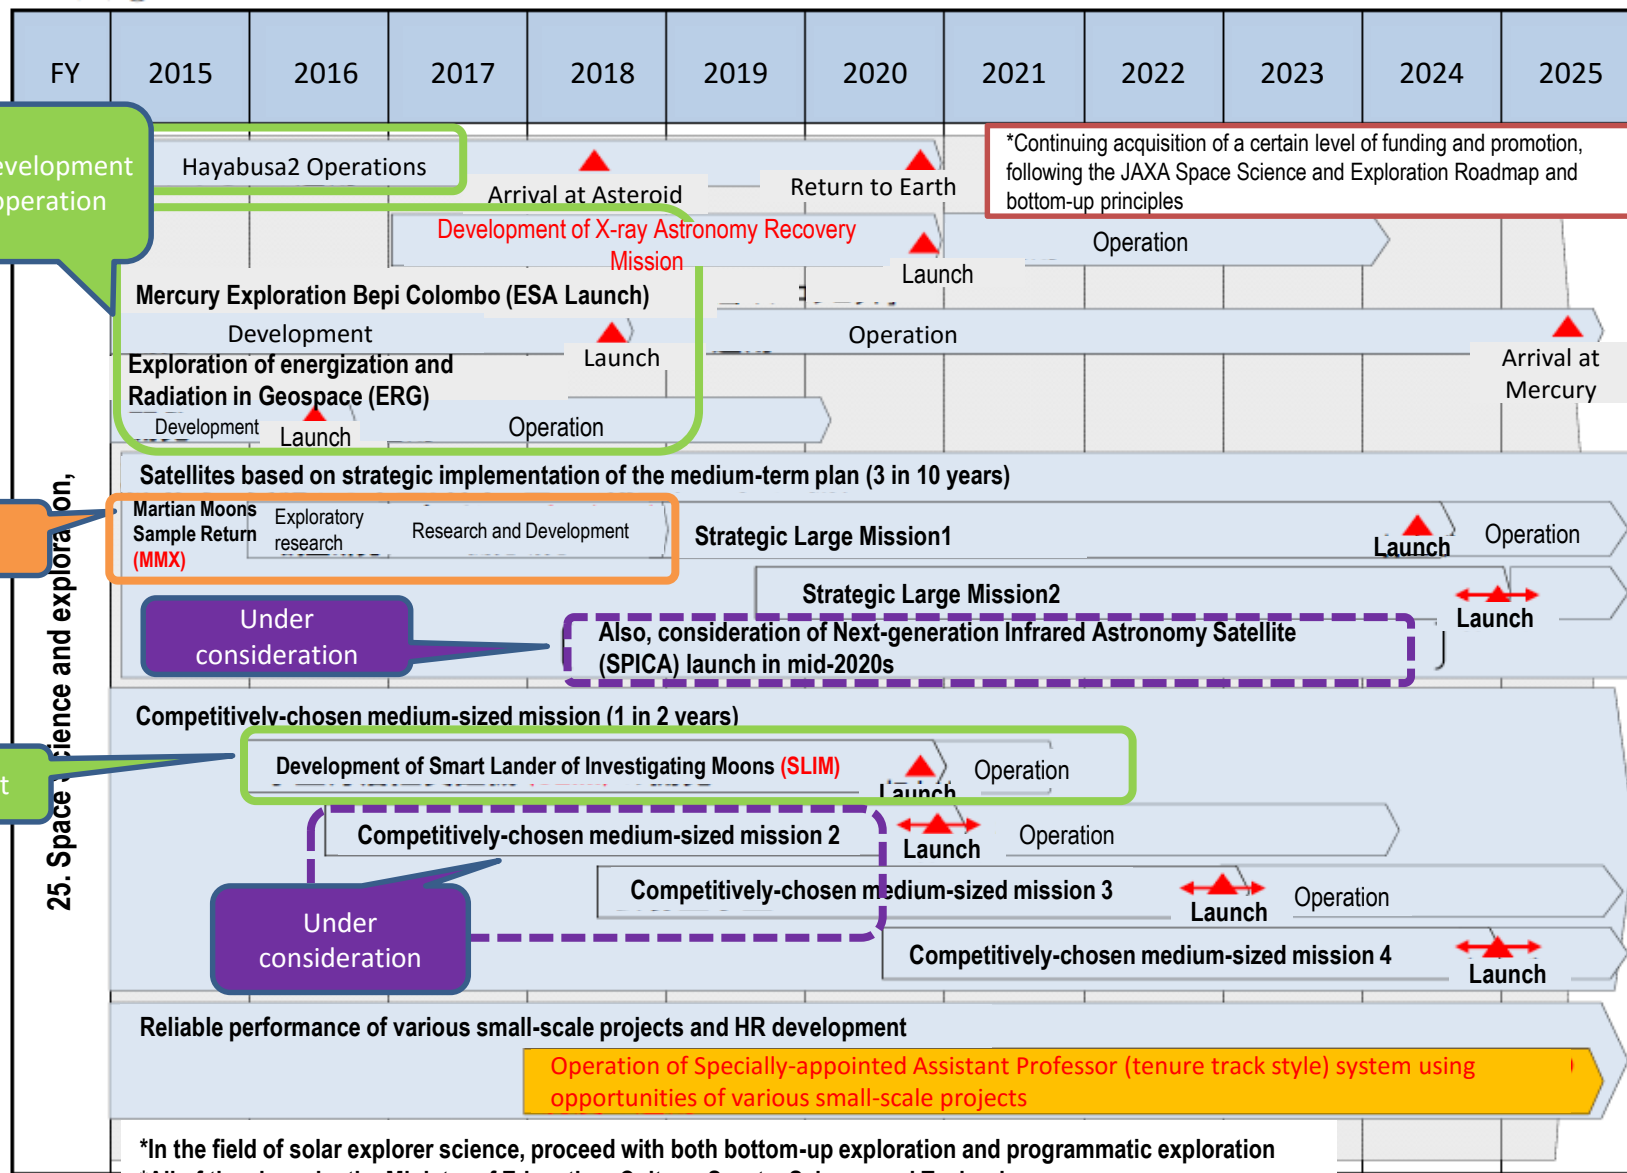 FY 2015 2016 2017 2018 2019 2020 2021 2022 2023 2024 2025
operation
Hayabusa2 Operations
Arrival at Asteroid
Return to Earth
*Continuing acquisition of a certain level of funding and promotion,
following the JAXA Space Science and Exploration Roadmap and
bottom-up principles
Development of X-ray Astronomy Recovery
Mission
Launch
Operation
Mercury Exploration Bepi Colombo (ESA Launch)
Development
Launch
Operation
Arrival at
Mercury
Exploration of energization and
Radiation in Geospace (ERG)
Development
Launch
Operation
25. Space science and exploration,
Satellites based on strategic implementation of the medium-term plan (3 in 10 years)
Martian Moons
Sample Return
(MMX)
Exploratory
research
Research and Development
Strategic Large Mission1
Launch
Operation
Strategic Large Mission2
Launch
Under
consideration
Also, consideration of Next-generation Infrared Astronomy Satellite
(SPICA) launch in mid-2020s
Competitively-chosen medium-sized mission (1 in 2 years)
Development of Smart Lander of Investigating Moons (SLIM)
Launch
Operation
Competitively-chosen medium-sized mission 2
Launch
Operation
Competitively-chosen medium-sized mission 3
Launch
Operation
Under
consideration
Competitively-chosen medium-sized mission 4
Launch
Reliable performance of various small-scale projects and HR development
Operation of Specially-appointed Assistant Professor (tenure track style) system using
opportunities of various small-scale projects
*In the field of solar explorer science, proceed with both bottom-up exploration and programmatic exploration